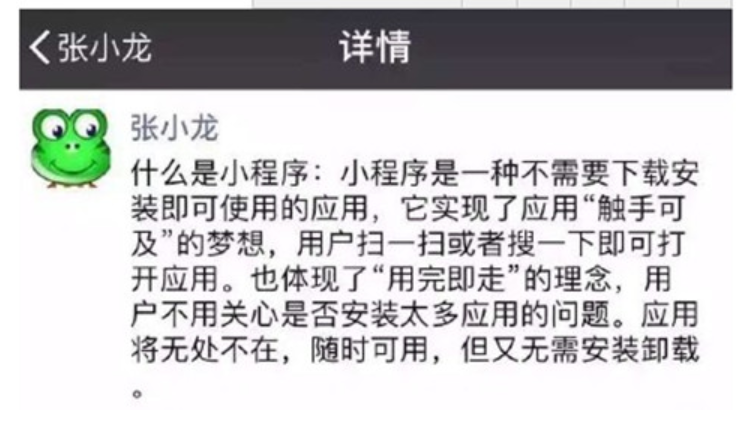 张小龙
详情
张小龙
什么是小程序：小程序是一种不需要下载安
装即可使用的应用，它实现了应用“触手可
及”的梦想，用户扫一扫或者搜一下即可打
开应用。也体现了“用完即走”的理念，用
户不用关心是否安装太多应用的问题。应用
将无处不在，随时可用，但又无需安装卸载
。